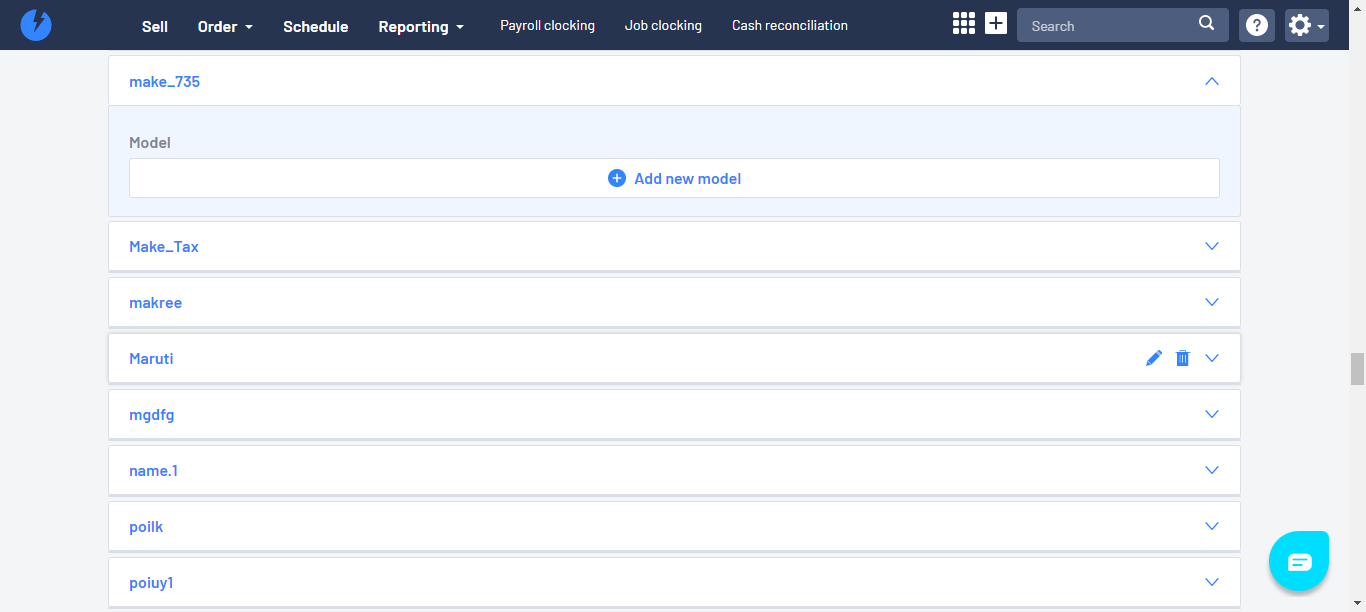 Sell Order Schedule Reporting Payroll clocking Job clocking Cash reconciliation Search
make_735
Model
Add new model
Make_Tax
makree
Maruti
mgdfg
name.1
poilk
poiuy1